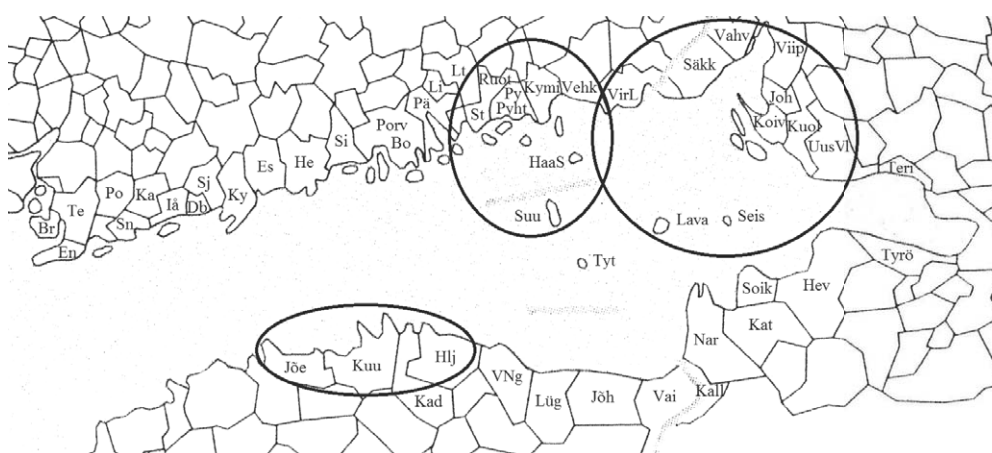 Vahv
Viip
Säkk
Lt
Ruot
Li
Py
Kymi
Vehk
VirL
Joh
Pä
St
Pyht
Porv
Koiv
Kuol
Si
Bo
UusVl
HaaS
He
Es
Teri
Sj
Po
Ka
Ky
Te
Iå
Db
Suu
Lava
Seis
Br
Sn
En
Tyt
Tyrö
Soik
Hev
Kat
Nar
Hlj
Jõe
Kuu
VNg
Kad
Lüg
Jõh
Vai
Kall